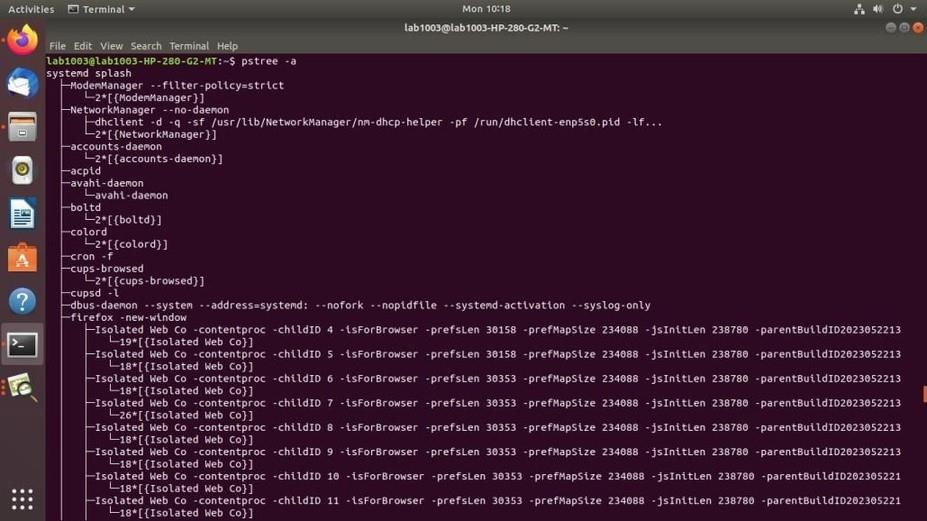 Activities Terminal Mon 10:18
lab1003@lab1003-HP-280-G2-MT: ~
File Edit View Search Terminal Help
lab1003@lab1003-HP-280-G2-MT:~$ pstree -a
systemd splash
├─ModemManager --filter-policy=strict
│   └─2*[{ModemManager}]
├─NetworkManager --no-daemon
│   ├─dhclient -d -q -sf /usr/lib/NetworkManager/nm-dhcp-helper -pf /run/dhclient-enp5s0.pid -lf...
│   └─2*[{NetworkManager}]
├─accounts-daemon
│   └─2*[{accounts-daemon}]
├─acpid
├─avahi-daemon
│   └─avahi-daemon
├─boltd
│   └─2*[{boltd}]
├─colord
│   └─2*[{colord}]
├─cron -f
├─cups-browsed
│   └─2*[{cups-browsed}]
├─cupsd -l
├─dbus-daemon --system --address=systemd: --nofork --nopidfile --systemd-activation --syslog-only
├─firefox -new-window
│   ├─Isolated Web Co -contentproc -childID 4 -isForBrowser -prefsLen 30158 -prefMapSize 234088 -jsInitLen 238780 -parentBuildID2023052213
│   │   └─19*[{Isolated Web Co}]
│   ├─Isolated Web Co -contentproc -childID 5 -isForBrowser -prefsLen 30158 -prefMapSize 234088 -jsInitLen 238780 -parentBuildID2023052213
│   │   └─18*[{Isolated Web Co}]
│   ├─Isolated Web Co -contentproc -childID 6 -isForBrowser -prefsLen 30353 -prefMapSize 234088 -jsInitLen 238780 -parentBuildID2023052213
│   │   └─18*[{Isolated Web Co}]
│   ├─Isolated Web Co -contentproc -childID 7 -isForBrowser -prefsLen 30353 -prefMapSize 234088 -jsInitLen 238780 -parentBuildID2023052213
│   │   └─26*[{Isolated Web Co}]
│   ├─Isolated Web Co -contentproc -childID 8 -isForBrowser -prefsLen 30353 -prefMapSize 234088 -jsInitLen 238780 -parentBuildID2023052213
│   │   └─18*[{Isolated Web Co}]
│   ├─Isolated Web Co -contentproc -childID 9 -isForBrowser -prefsLen 30353 -prefMapSize 234088 -jsInitLen 238780 -parentBuildID2023052213
│   │   └─18*[{Isolated Web Co}]
│   ├─Isolated Web Co -contentproc -childID 10 -isForBrowser -prefsLen 30353 -prefMapSize 234088 -jsInitLen 238780 -parentBuildID202305221
│   │   └─18*[{Isolated Web Co}]
│   ├─Isolated Web Co -contentproc -childID 11 -isForBrowser -prefsLen 30353 -prefMapSize 234088 -jsInitLen 238780 -parentBuildID202305221
│   │   └─18*[{Isolated Web Co}]